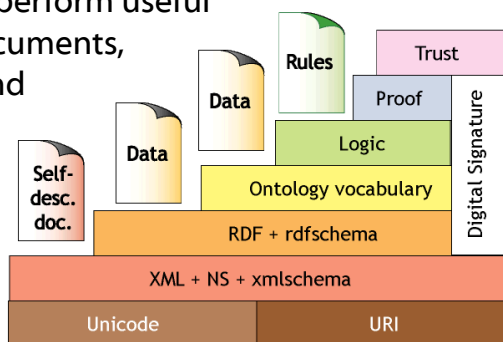 perform useful
cuments,
nd
Rules
Trust
Data
Proof
Data
Logic
Self-
desc.
doc.
Ontology vocabulary
Digital Signature
RDF + rdfschema
XML + NS + xmlschema
Unicode
URI